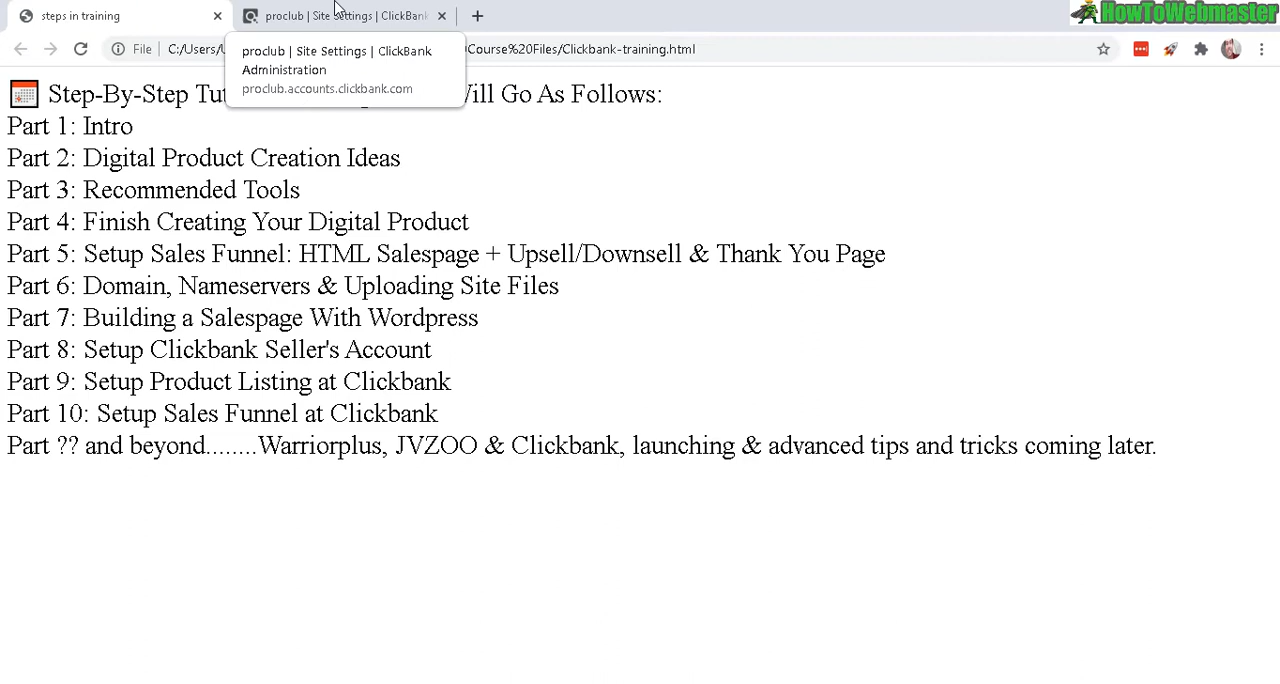 steps in training
proclub | Site Settings | ClickBank
HowToWebmaster
File
C:/Users/
Course%20Files/Clickbank-training.html
proclub | Site Settings | ClickBank
Administration
proclub.accounts.clickbank.com
Step-By-Step Will Go As Follows:
Part 1: Intro
Part 2: Digital Product Creation Ideas
Part 3: Recommended Tools
Part 4: Finish Creating Your Digital Product
Part 5: Setup Sales Funnel: HTML Salespage + Upsell/Downsell & Thank You Page
Part 6: Domain, Nameservers & Uploading Site Files
Part 7: Building a Salespage With Wordpress
Part 8: Setup Clickbank Seller's Account
Part 9: Setup Product Listing at Clickbank
Part 10: Setup Sales Funnel at Clickbank
Part ?? and beyond........Warriorplus, JVZOO & Clickbank, launching & advanced tips and tricks coming later.